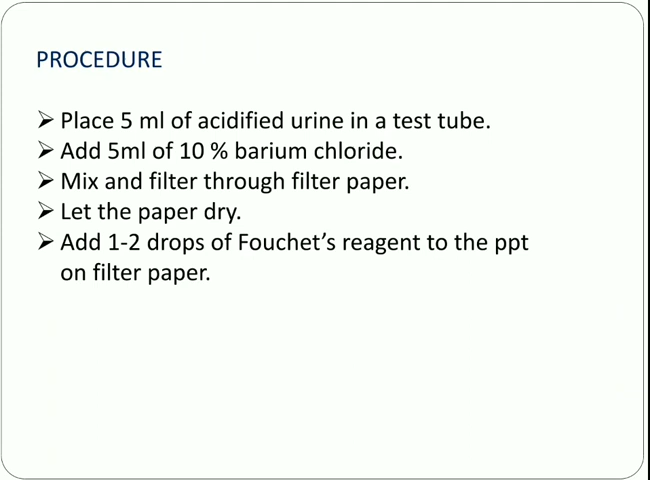 PROCEDURE
➢ Place 5 ml of acidified urine in a test tube.
➢ Add 5ml of 10 % barium chloride.
➢ Mix and filter through filter paper.
➢ Let the paper dry.
➢ Add 1-2 drops of Fouchet’s reagent to the ppt
on filter paper.